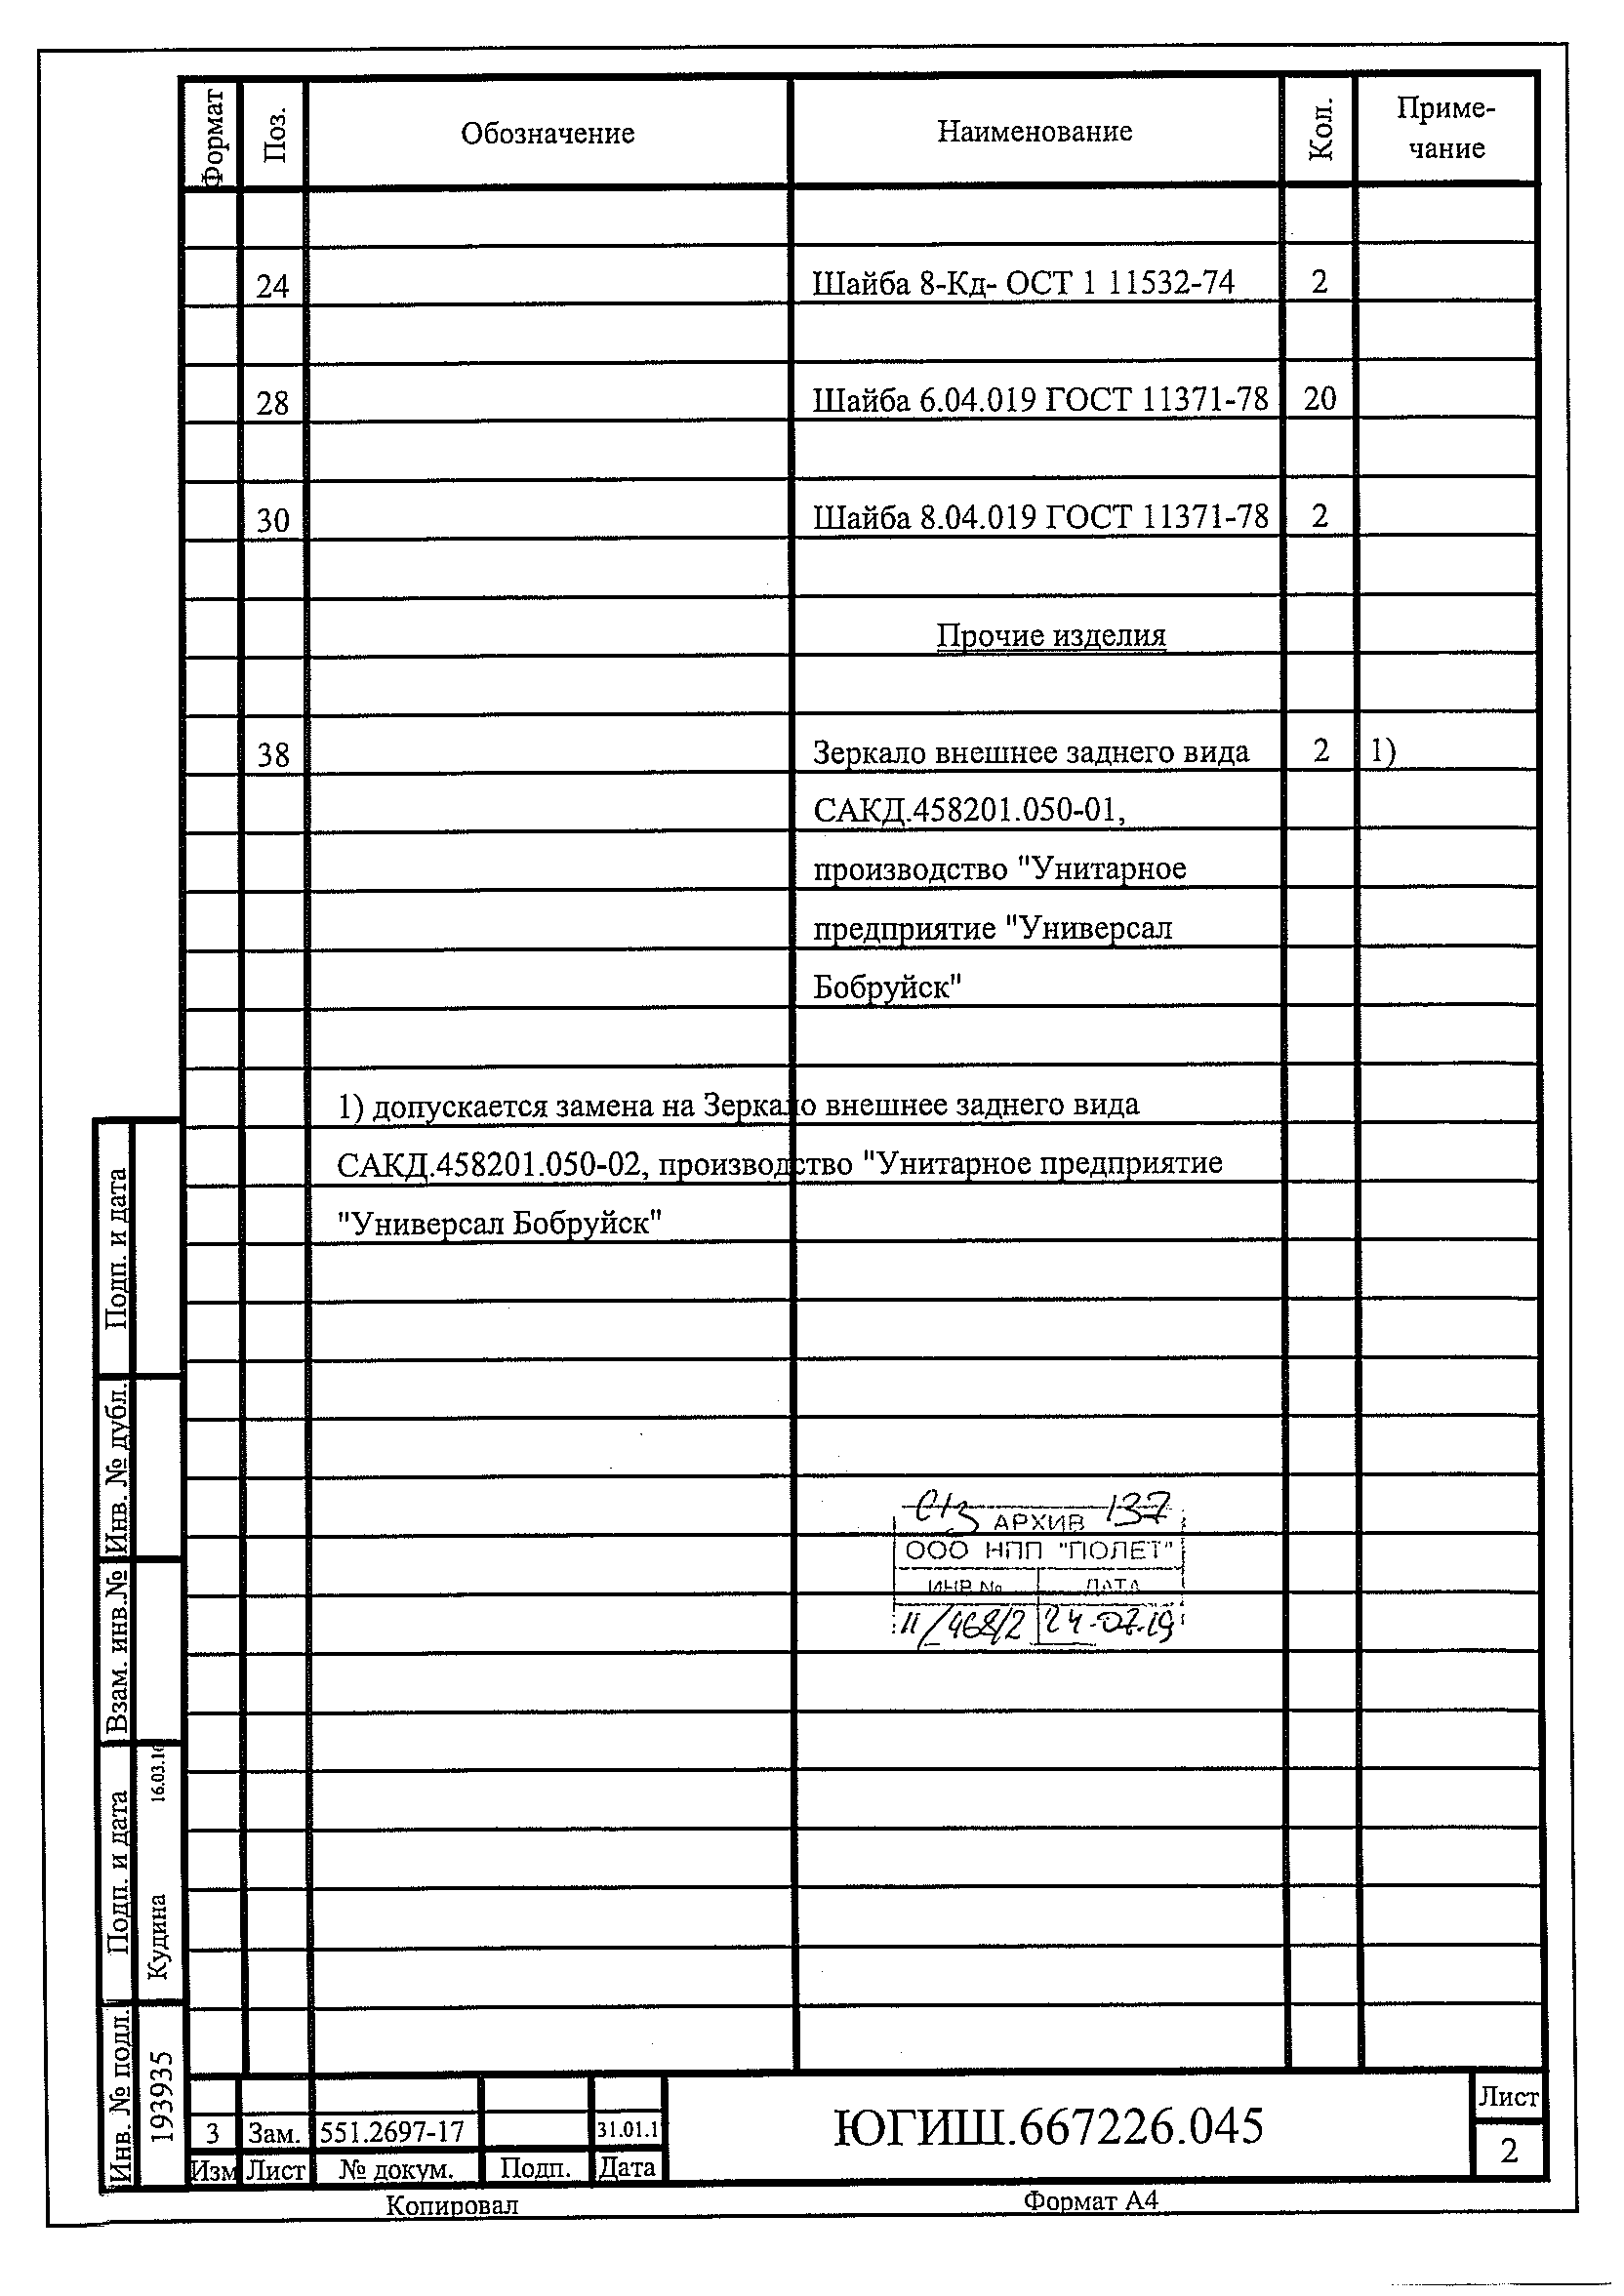 Формат Поз. Обозначение Наименование Кол. Приме-
чание
24 Шайба 8-Кд- ОСТ 1 11532-74 2
28 Шайба 6.04.019 ГОСТ 11371-78 20
30 Шайба 8.04.019 ГОСТ 11371-78 2
Прочие изделия
38 Зеркало внешнее заднего вида 2 1)
САКД.458201.050-01,
производство "Унитарное
предприятие "Универсал
Бобруйск"
1) допускается замена на Зеркало внешнее заднего вида
САКД.458201.050-02, производство "Унитарное предприятие
"Универсал Бобруйск"
АРХИВ 137
ООО НПП "ПОЛЕТ"
ИНВ.№ ДАТА
11/468/2 24.07.19
Подп. и дата
Инв. № дубл.
Взам. инв.№
Подп. и дата
Кудина 16.03.1
Инв. № подл.
193935
3 Зам. 551.2697-17 31.01.1
Изм Лист № докум. Подп. Дата
ЮГИШ.667226.045
Лист
2
Копировал Формат А4